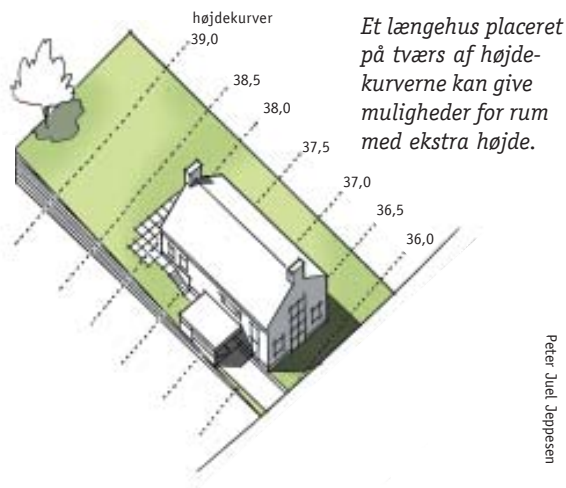 højdekurver
39,0
38,5
38,0
37,5
37,0
36,5
36,0
Et længehus placeret
på tværs af højde-
kurverne kan give
muligheder for rum
med ekstra højde.
Peter Juel Jeppesen